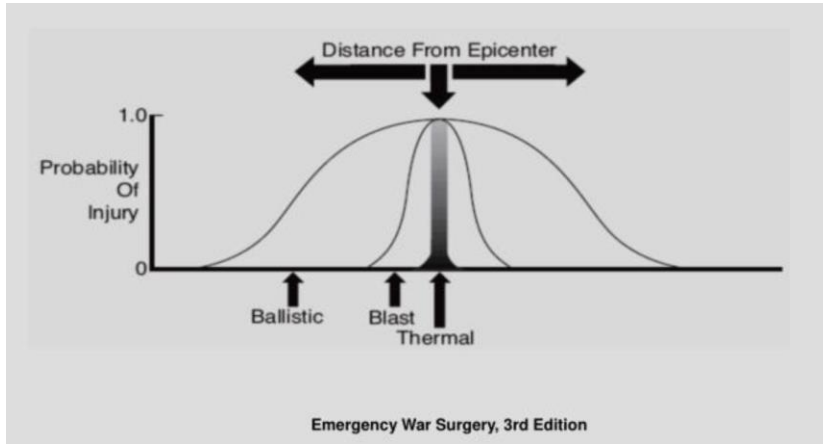 Distance From Epicenter
1.0
Probability
Of
Injury
0
Ballistic
Blast
Thermal
Emergency War Surgery, 3rd Edition